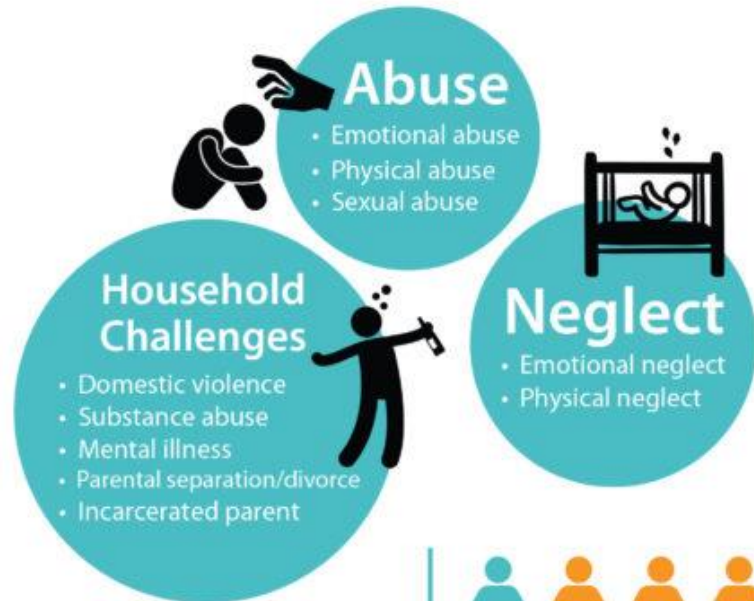 Abuse
• Emotional abuse
• Physical abuse
• Sexual abuse
Household
Challenges
• Domestic violence
• Substance abuse
• Mental illness
• Parental separation/divorce
• Incarcerated parent
Neglect
• Emotional neglect
• Physical neglect